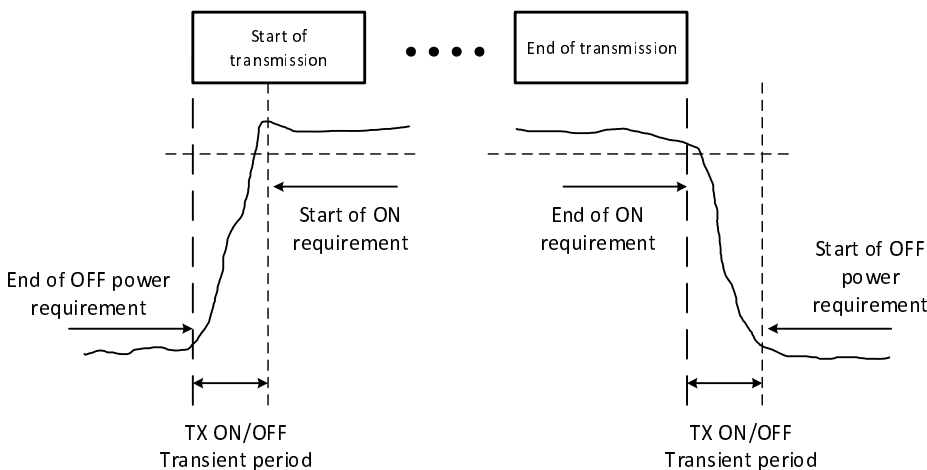 Start of
transmission
End of transmission
Start of ON
requirement
End of ON
requirement
End of OFF power
requirement
Start of OFF
power
requirement
TX ON/OFF
Transient period
TX ON/OFF
Transient period